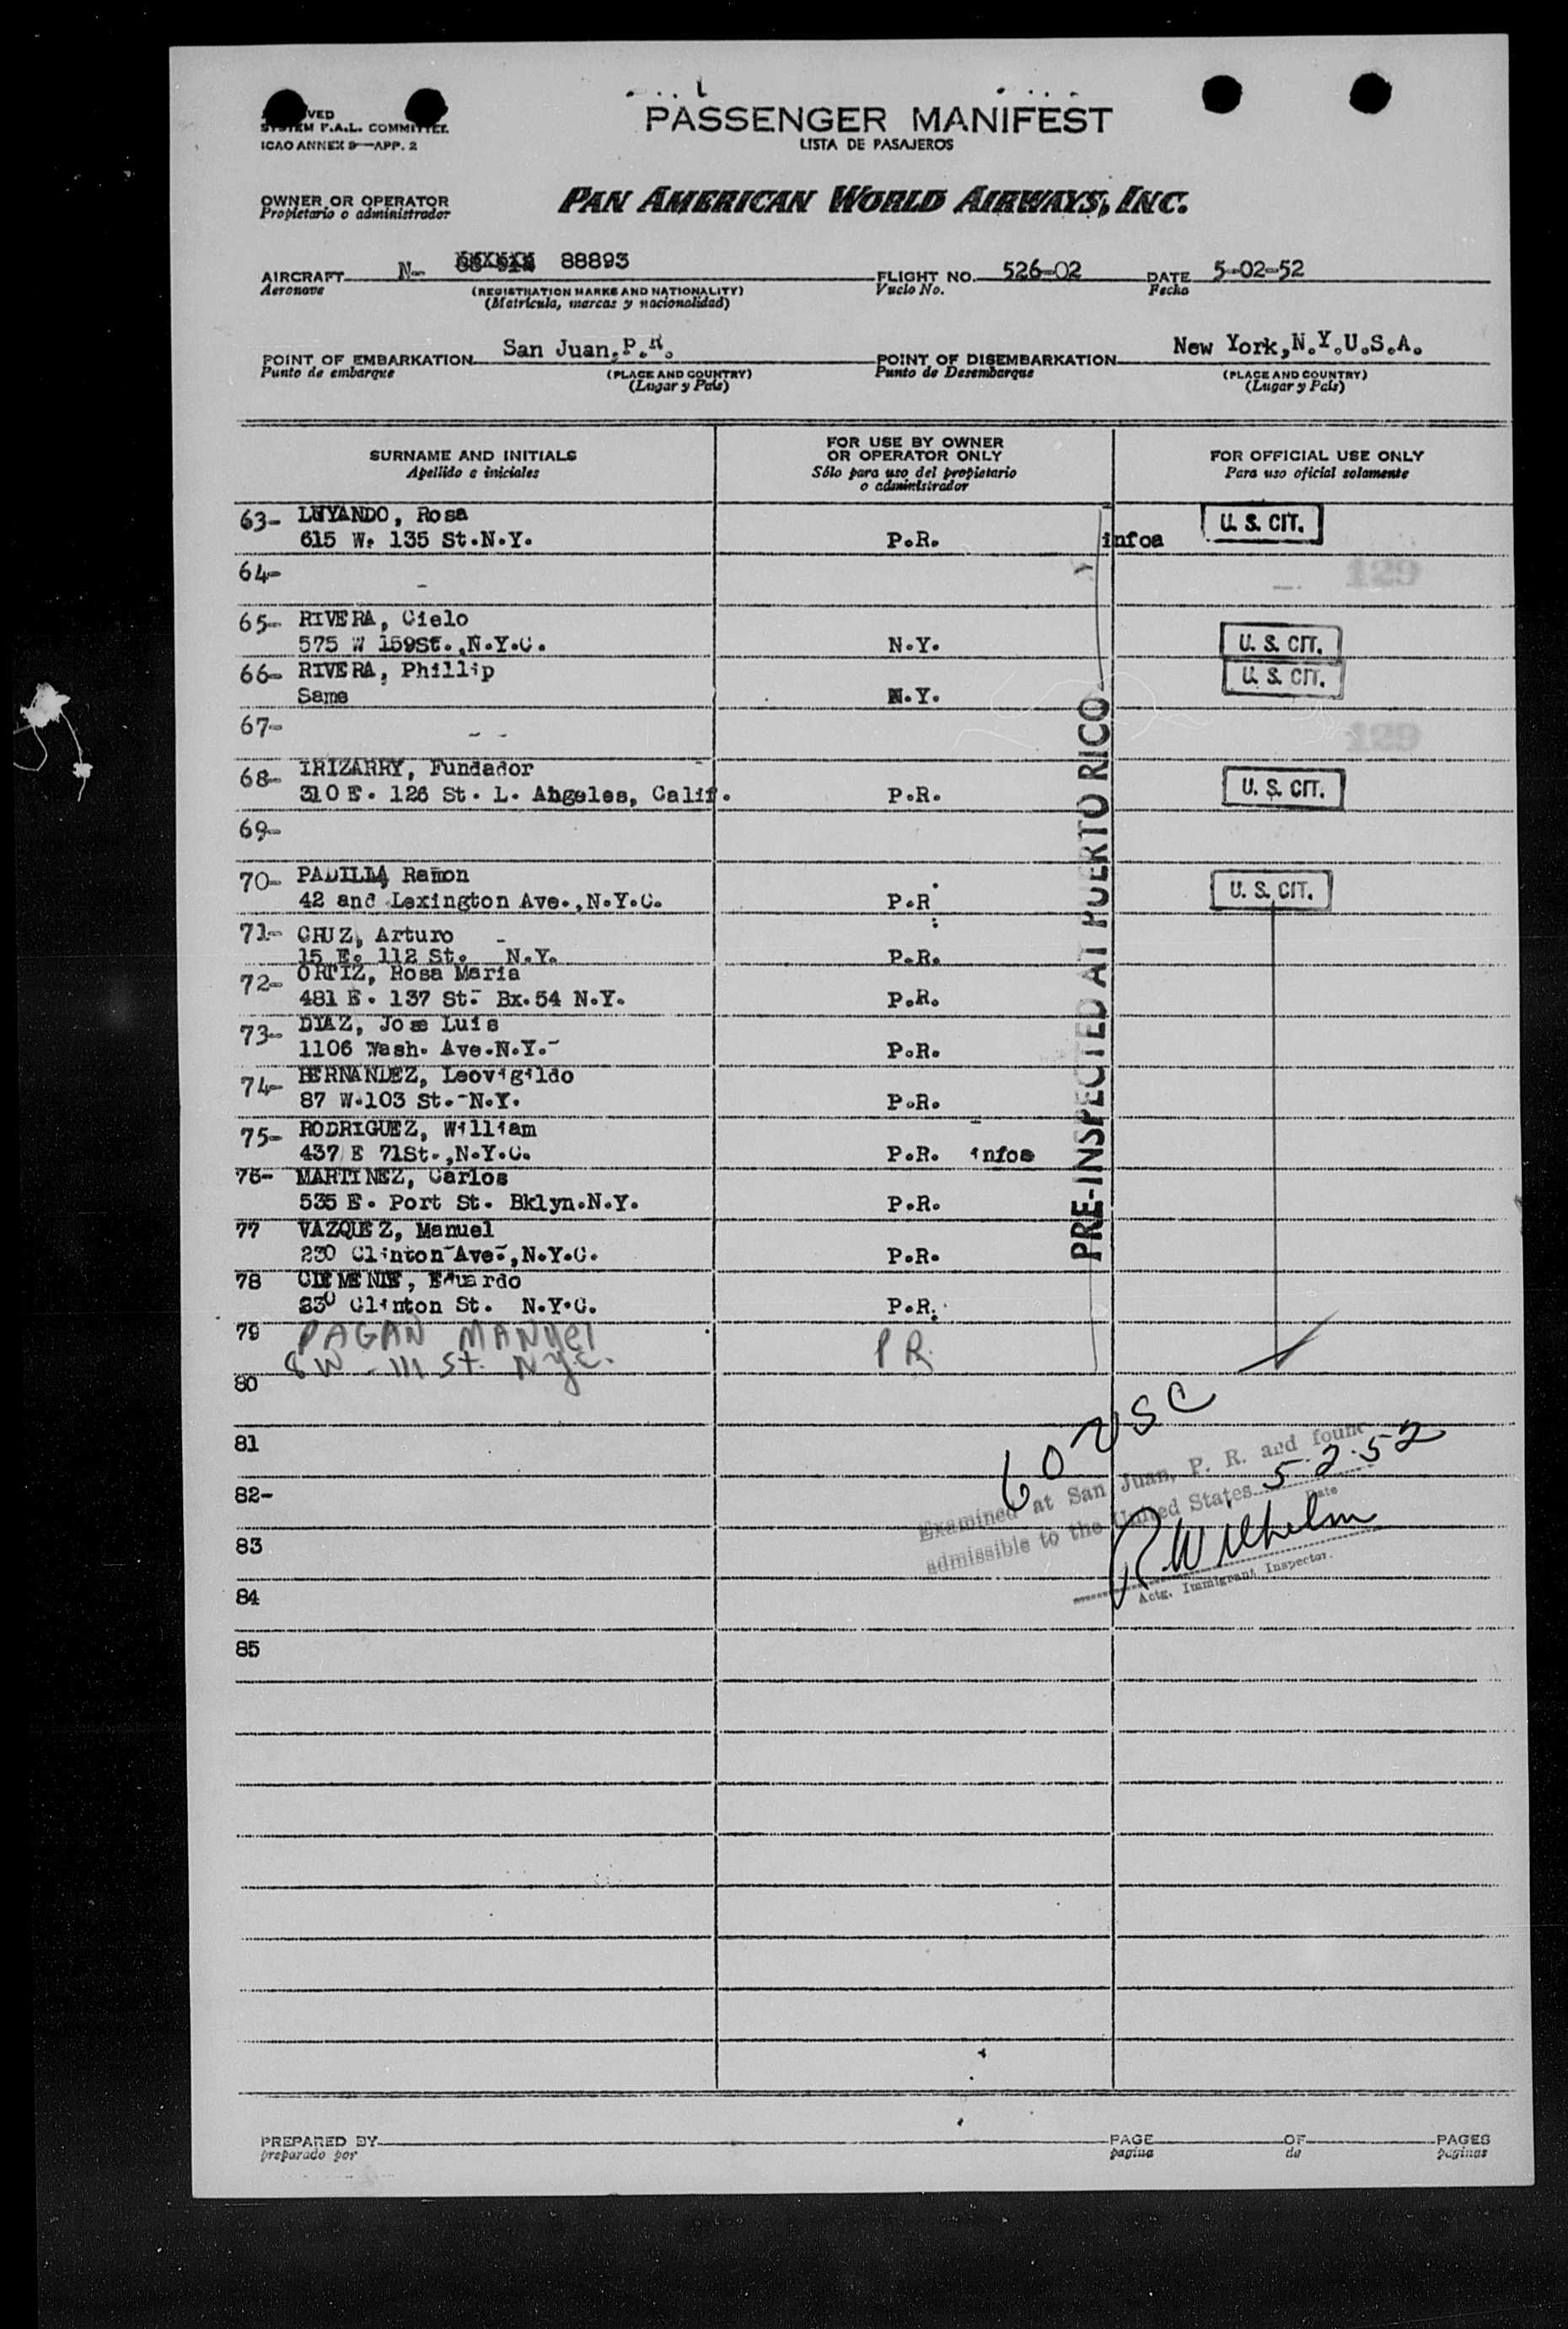 PASSENGER MANIFEST
LISTA DE PASAJEROS
SYSTEM F.A.L. COMMITTEE
ICAO ANNEX 9—APP. 2
OWNER OR OPERATOR
Propietario o administrador
PAN AMERICAN WORLD AIRWAYS, INC.
AIRCRAFT N- 88893 FLIGHT NO. 526-02 DATE 5-02-52
Aeronave (REGISTRATION MARKS AND NATIONALITY) Vuelo No. Fecha
(Matrícula, marcas y nacionalidad)
POINT OF EMBARKATION San Juan,P.R. POINT OF DISEMBARKATION New York,N.Y.U.S.A.
Punto de embarque (PLACE AND COUNTRY) Punto de Desembarque (PLACE AND COUNTRY)
(Lugar y País) (Lugar y País)
SURNAME AND INITIALS FOR USE BY OWNER OR OPERATOR ONLY FOR OFFICIAL USE ONLY
Apellido e iniciales Sólo para uso del propietario o administrador Para uso oficial solamente
63- LUYANDO, Rosa U. S. CIT.
615 W. 135 St.N.Y. P.R. infoa
64- 129
65- RIVERA, Cielo
575 W 159St.,N.Y.C. N.Y. U. S. CIT.
66- RIVERA, Phillip U. S. CIT.
Same N.Y.
67- 129
68- IRIZARRY, Fundador
310 E. 126 St. L. Angeles, Calif. P.R. U. S. CIT.
69-
70- PADILLA, Ramon
42 and Lexington Ave.,N.Y.C. P.R U. S. CIT.
71- CRUZ, Arturo
15 E. 112 St. N.Y. P.R.
72- ORTIZ, Rosa Maria
481 E. 137 St. Bx.54 N.Y. P.R.
73- DIAZ, Jose Luis
1106 Wash. Ave.N.Y. P.R.
74- HERNANDEZ, Leovigildo
87 W.103 St.-N.Y. P.R.
75- RODRIGUEZ, William
437 E 71St.,N.Y.C. P.R. infoa
76- MARTINEZ, Carlos
535 E. Port St. Bklyn.N.Y. P.R.
77 VAZQUEZ, Manuel
230 Clinton Ave.,N.Y.C. P.R.
78 CLEMENTE, Eduardo
230 Clinton St. N.Y.C. P.R.
79 PAGAN MANUEL
8 W - 111 St. N.Y.C. P R.
80
81
82-
83
84
85
PRE-INSPECTED AT PUERTO RICO
60 USC
Examined at San Juan, P. R. and found
admissible to the United States 5.2.52
Date
R Wilhelm
Actg. Immigrant Inspector.
PREPARED BY PAGE OF PAGES
preparado por página de páginas